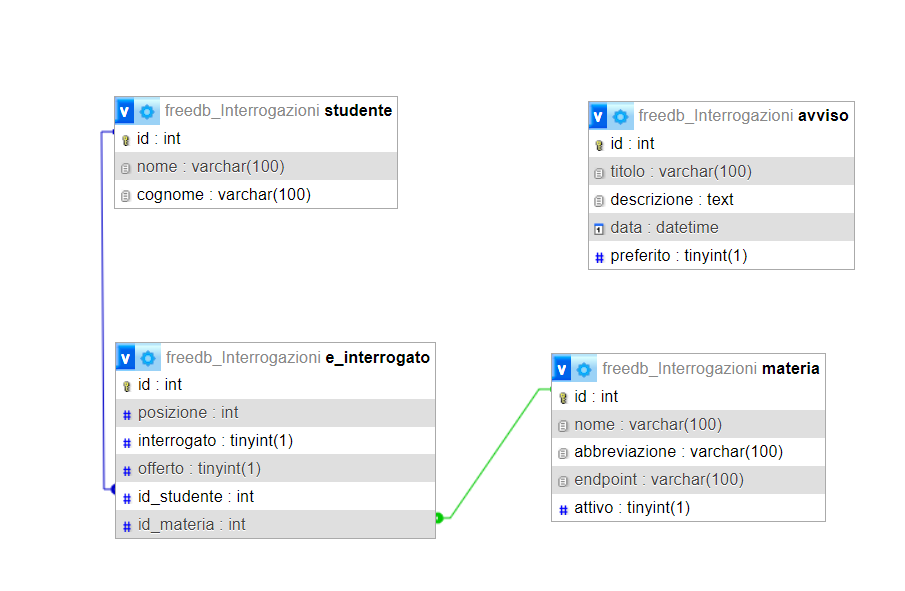 v freedb_Interrogazioni studente
id : int
nome : varchar(100)
cognome : varchar(100)
v freedb_Interrogazioni avviso
id : int
titolo : varchar(100)
descrizione : text
data : datetime
# preferito : tinyint(1)
v freedb_Interrogazioni e_interrogato
id : int
# posizione : int
# interrogato : tinyint(1)
# offerto : tinyint(1)
# id_studente : int
# id_materia : int
v freedb_Interrogazioni materia
id : int
nome : varchar(100)
abbreviazione : varchar(100)
endpoint : varchar(100)
# attivo : tinyint(1)